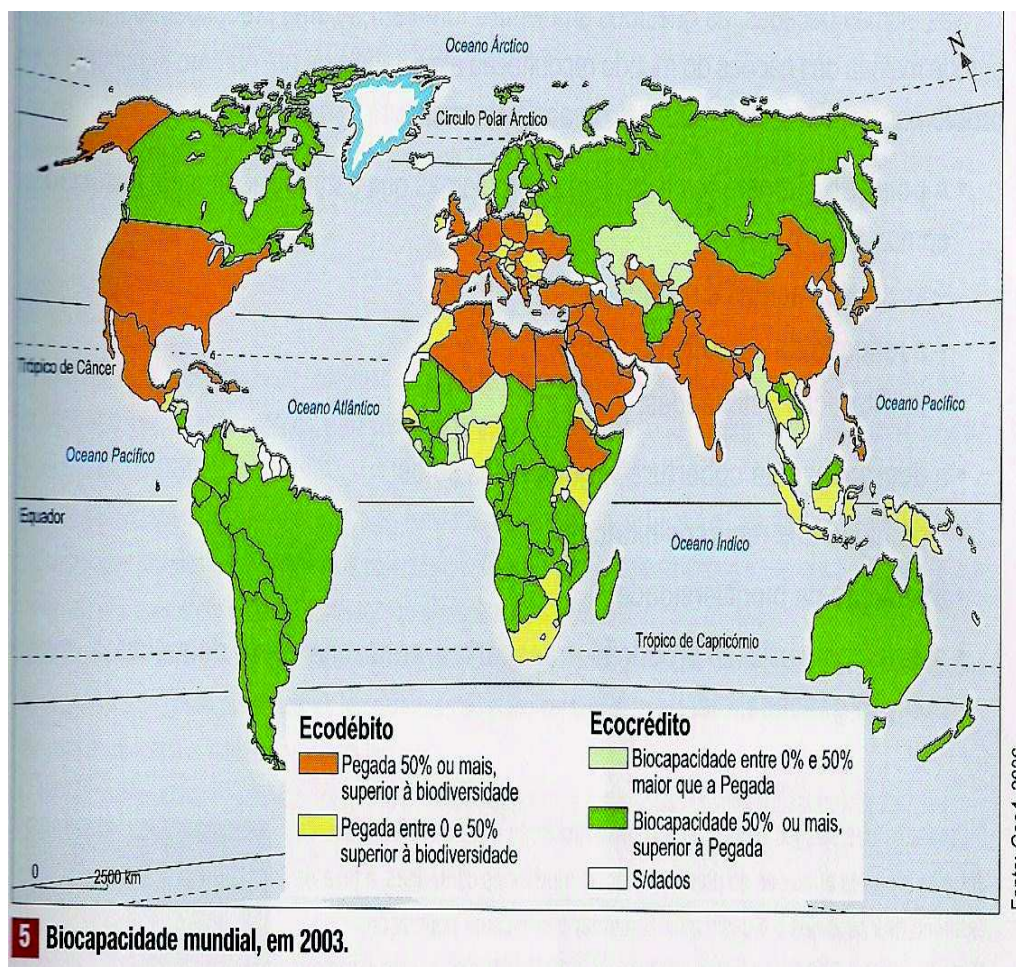 Oceano Árctico
N
Círculo Polar Árctico
Trópico de Câncer
Oceano Atlântico
Oceano Pacífico
Oceano Pacífico
Equador
Oceano Índico
Trópico de Capricórnio
Ecodébito
Pegada 50% ou mais,
superior à biodiversidade
Pegada entre 0 e 50%
superior à biodiversidade
Ecocrédito
Biocapacidade entre 0% e 50%
maior que a Pegada
Biocapacidade 50% ou mais,
superior à Pegada
S/dados
0
2500 km
5 Biocapacidade mundial, em 2003.